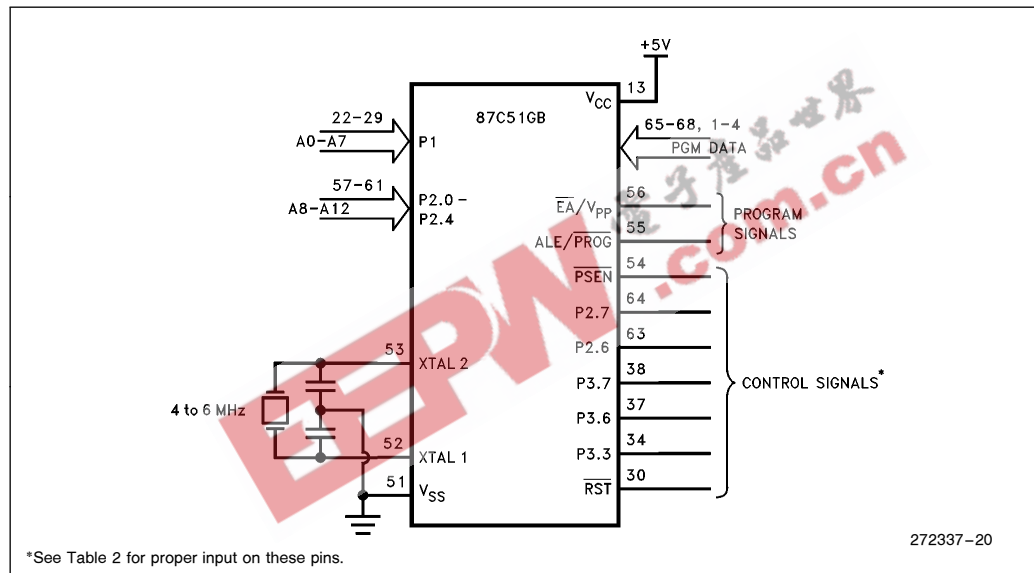 +5V
13
VCC
87C51GB
22-29
A0-A7
P1
65-68, 1-4
PGM DATA
57-61
A8-A12
P2.0-
P2.4
56
EA/VPP
55
ALE/PROG
PROGRAM
SIGNALS
54
PSEN
64
P2.7
63
P2.6
38
P3.7
37
P3.6
34
P3.3
30
RST
CONTROL SIGNALS*
53
XTAL 2
4 to 6 MHz
52
XTAL 1
51
VSS
EEPW.com.cn
電子產品世界
*See Table 2 for proper input on these pins.
272337-20